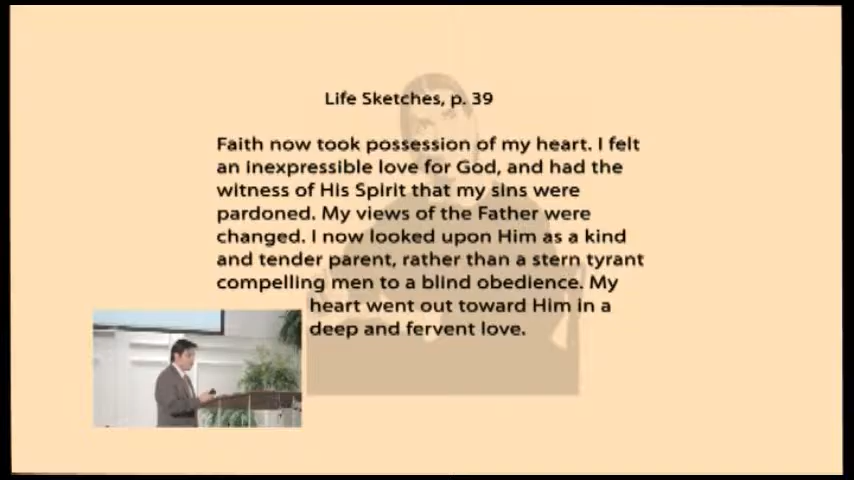 Life Sketches, p. 39
Faith now took possession of my heart. I felt
an inexpressible love for God, and had the
witness of His Spirit that my sins were
pardoned. My views of the Father were
changed. I now looked upon Him as a kind
and tender parent, rather than a stern tyrant
compelling men to a blind obedience. My
heart went out toward Him in a
deep and fervent love.